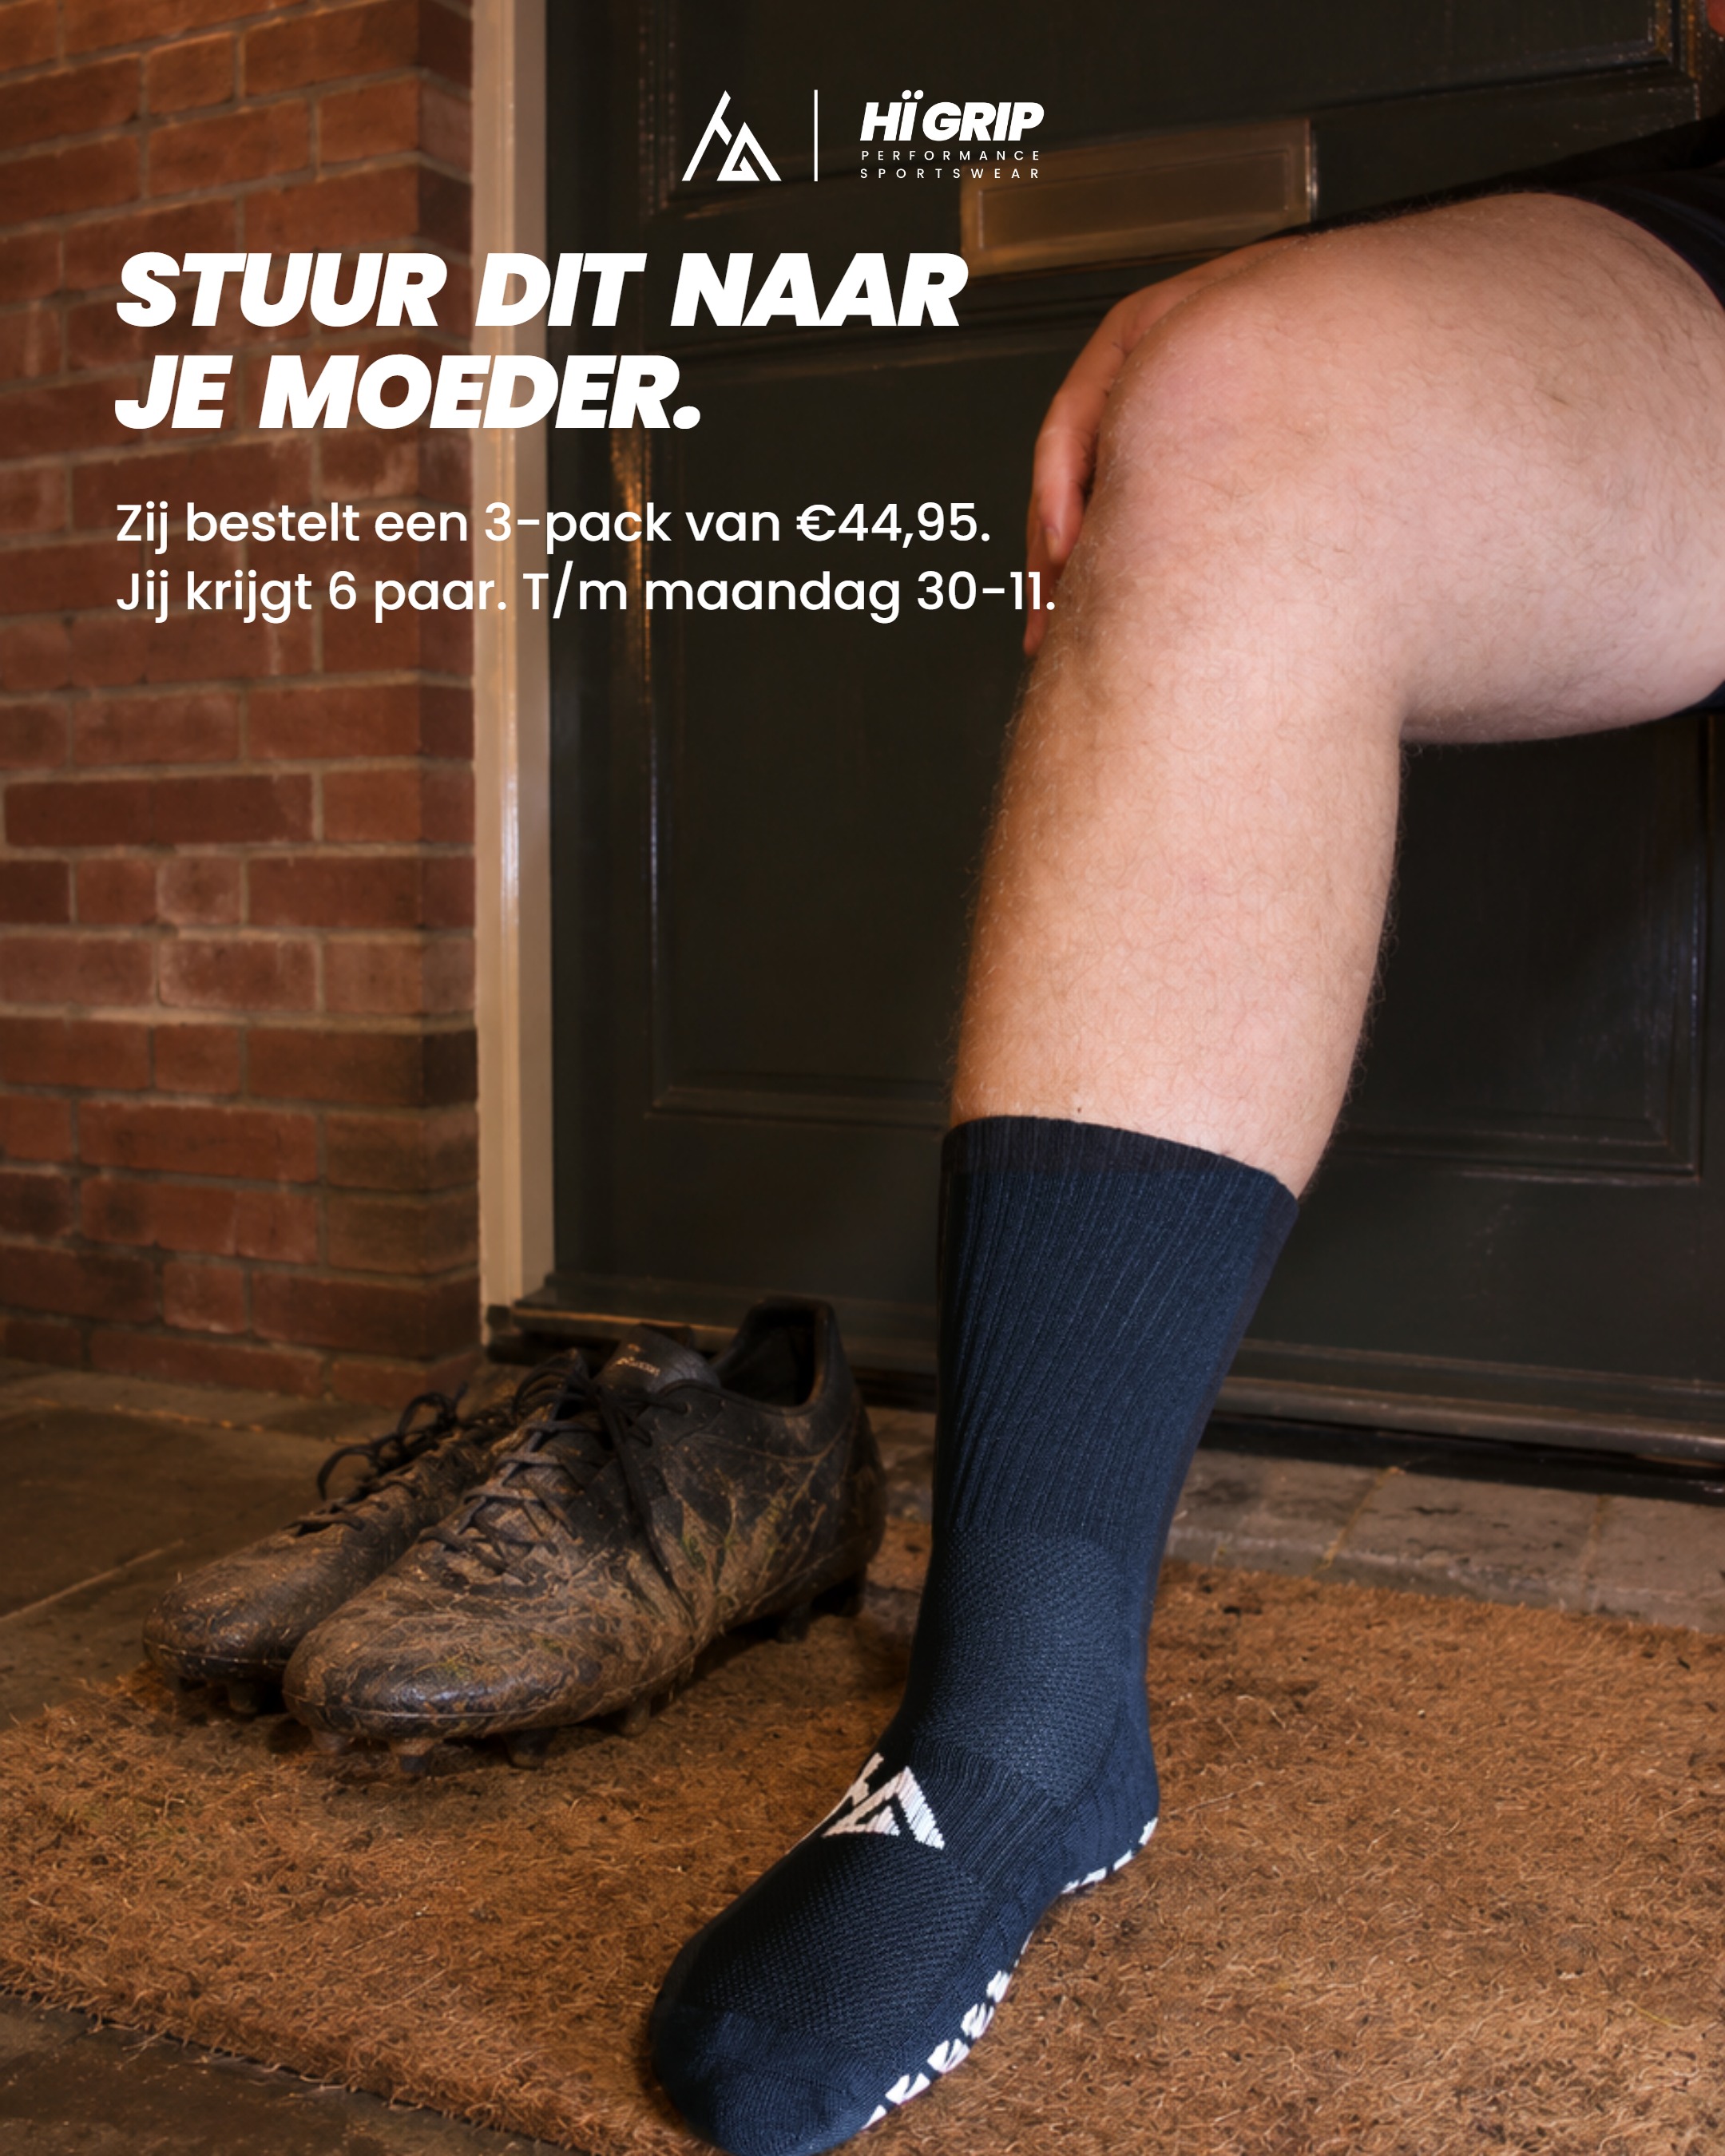 HÏ GRIP
PERFORMANCE
SPORTSWEAR
STUUR DIT NAAR
JE MOEDER.
Zij bestelt een 3-pack van €44,95.
Jij krijgt 6 paar. T/m maandag 30-11.